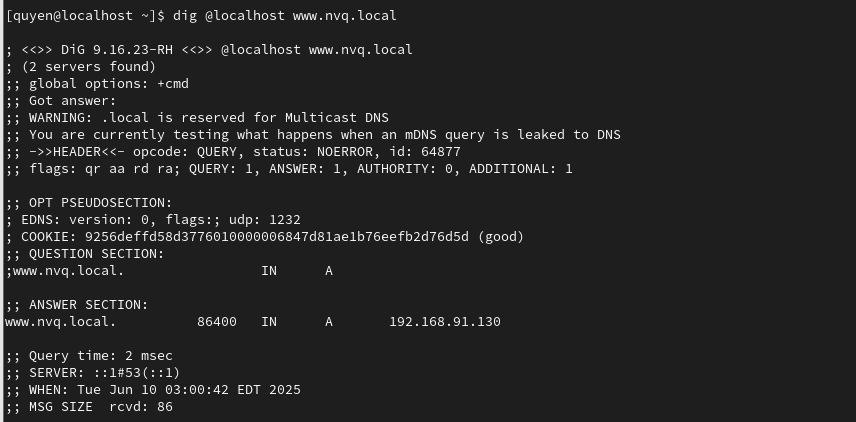 [quyen@localhost ~]$ dig @localhost www.nvq.local
; <<>> DiG 9.16.23-RH <<>> @localhost www.nvq.local
; (2 servers found)
;; global options: +cmd
;; Got answer:
;; WARNING: .local is reserved for Multicast DNS
;; You are currently testing what happens when an mDNS query is leaked to DNS
;; ->>HEADER<<- opcode: QUERY, status: NOERROR, id: 64877
;; flags: qr aa rd ra; QUERY: 1, ANSWER: 1, AUTHORITY: 0, ADDITIONAL: 1
;; OPT PSEUDOSECTION:
; EDNS: version: 0, flags:; udp: 1232
; COOKIE: 9256deffd58d3776010000006847d81ae1b76eefb2d76d5d (good)
;; QUESTION SECTION:
;www.nvq.local. IN A
;; ANSWER SECTION:
www.nvq.local. 86400 IN A 192.168.91.130
;; Query time: 2 msec
;; SERVER: ::1#53(::1)
;; WHEN: Tue Jun 10 03:00:42 EDT 2025
;; MSG SIZE rcvd: 86